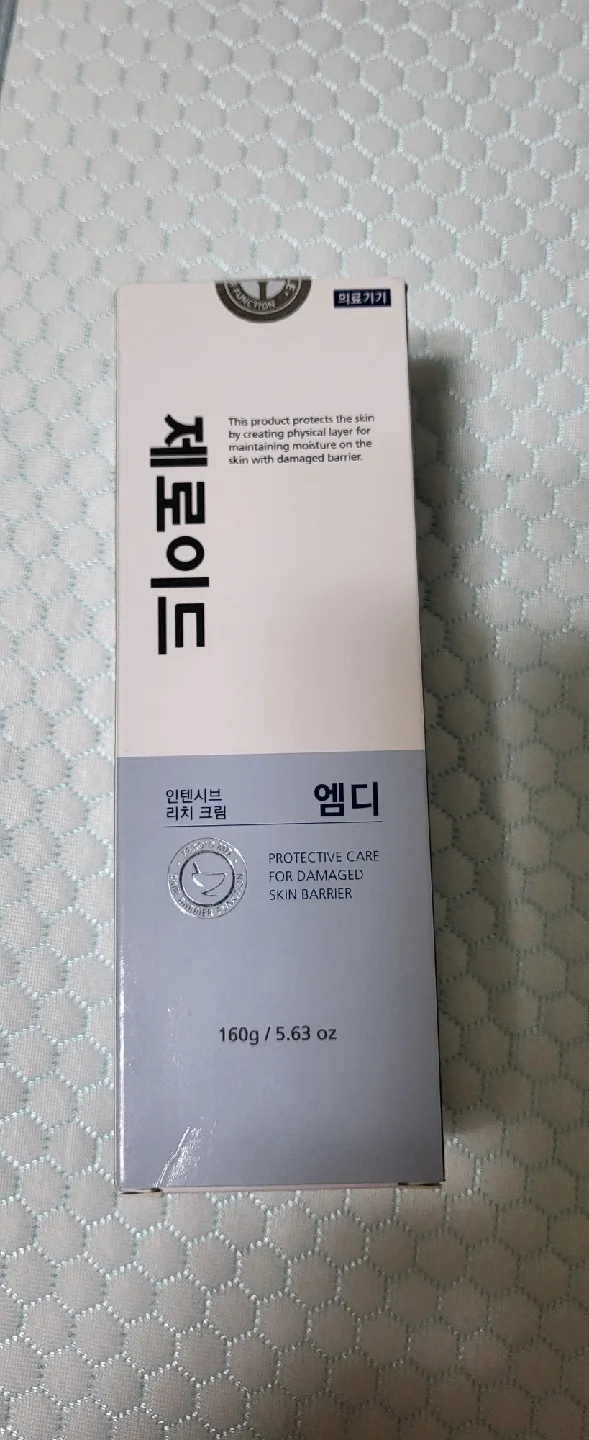 FUNCTION
의료기기
제로이드
This product protects the skin
by creating physical layer for
maintaining moisture on the
skin with damaged barrier.
인텐시브
리치 크림
엠디
PROTECTIVE CARE
FOR DAMAGED
SKIN BARRIER
160g / 5.63 oz